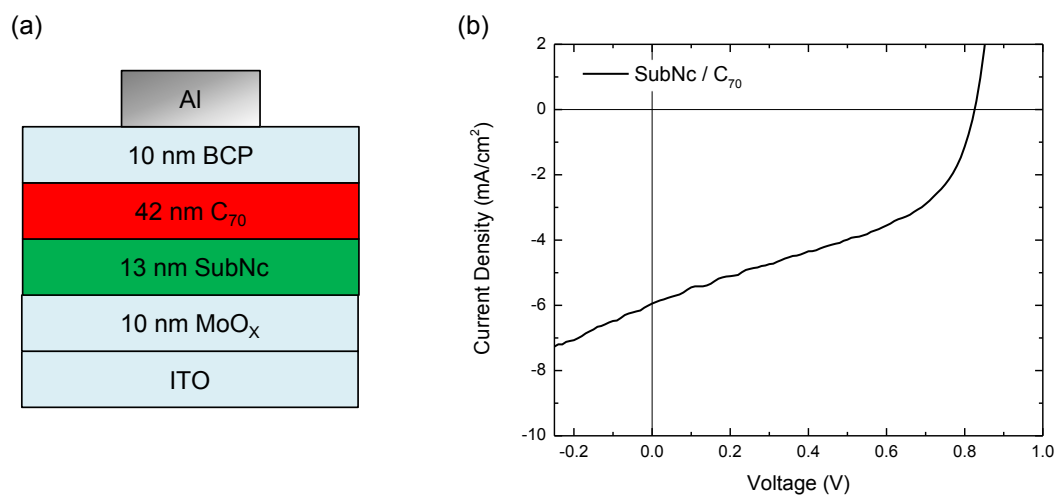 (a)
Al
10 nm BCP
42 nm C₇₀
13 nm SubNc
10 nm MoOₓ
ITO
(b)
SubNc / C₇₀
Current Density (mA/cm²)
2
0
-2
-4
-6
-8
-10
-0.2 0.0 0.2 0.4 0.6 0.8 1.0
Voltage (V)